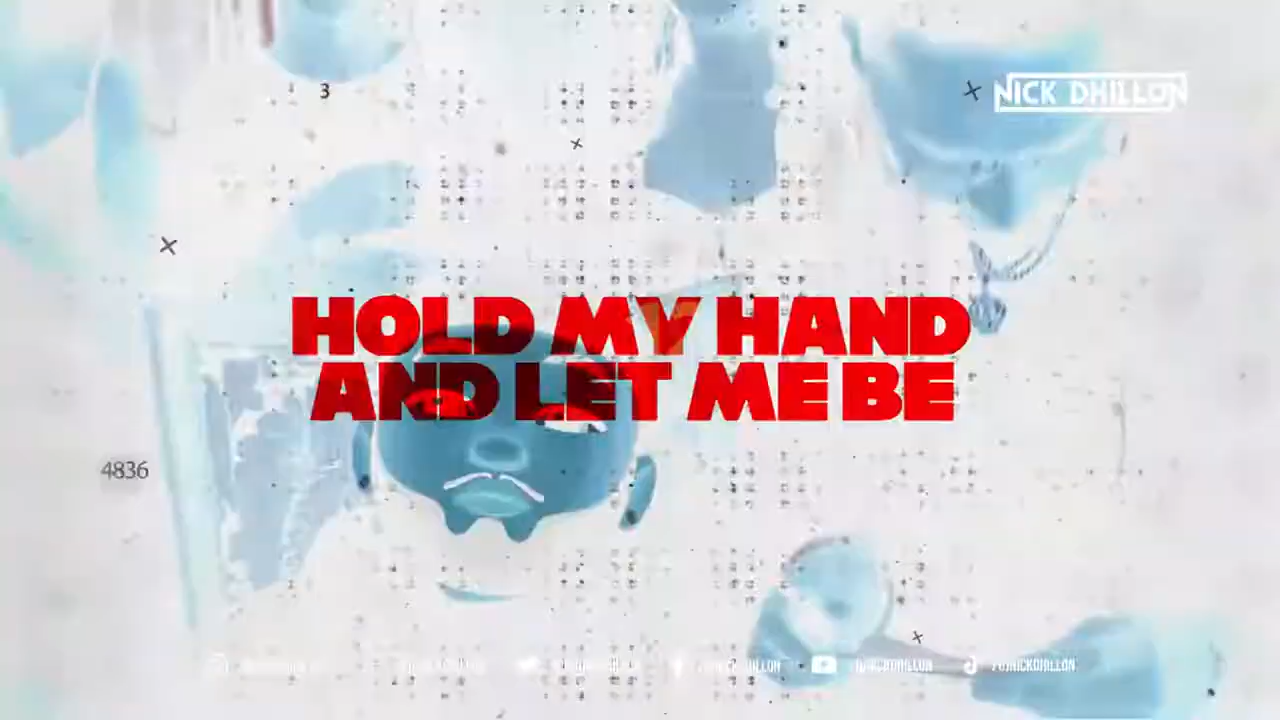 3
NICK DHILLON
HOLD MY HAND
AND LET ME BE
4836